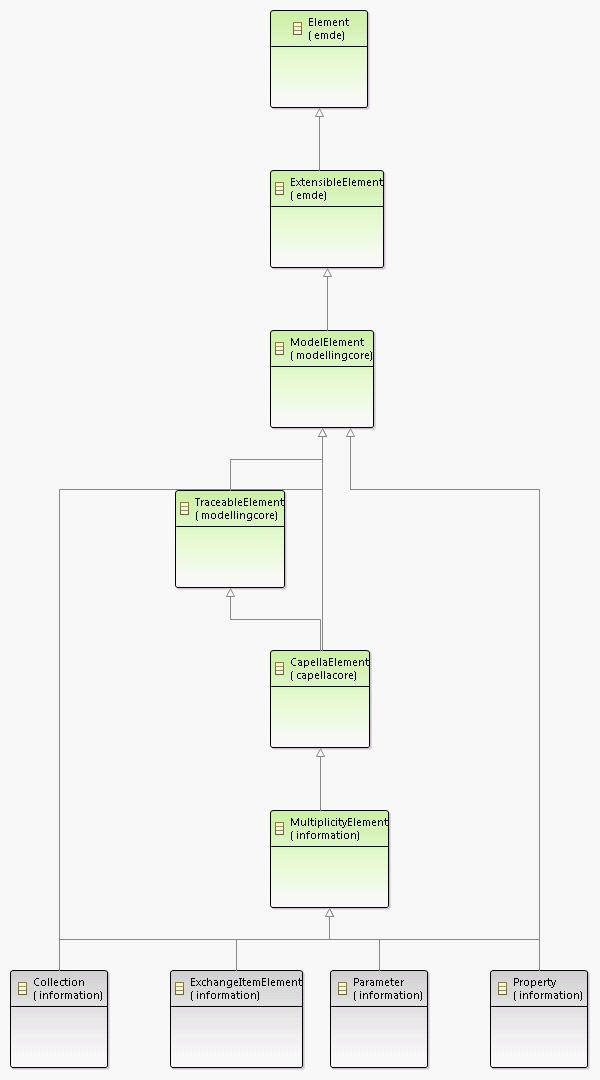 Element
( emde)
ExtensibleElement
( emde)
ModelElement
( modellingcore)
TraceableElement
( modellingcore)
CapellaElement
( capellacore)
MultiplicityElement
( information)
Collection
( information)
ExchangeItemElement
( information)
Parameter
( information)
Property
( information)